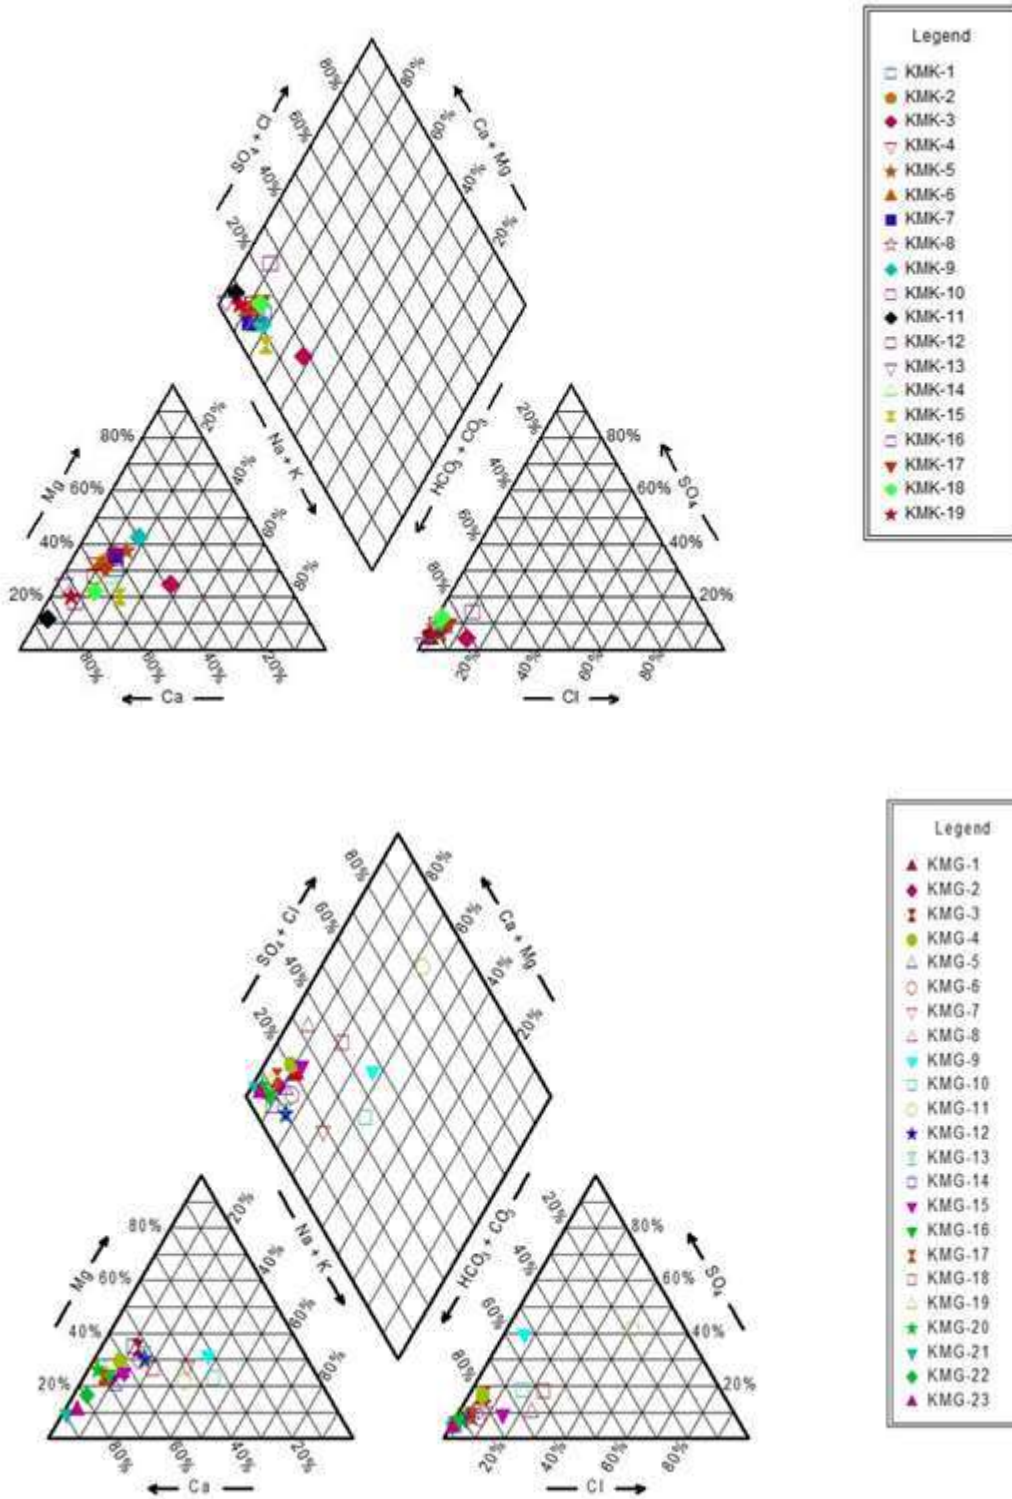 80%
80%
SO₄ + Cl
Ca + Mg
60%
60%
40%
40%
20%
20%
Na + K
HCO₃ + CO₃
20%
20%
80%
80%
Mg
SO₄
60%
40%
40%
60%
40%
60%
60%
40%
20%
80%
80%
20%
80%
60%
40%
20%
20%
40%
60%
80%
Ca
Cl
Legend
KMK-1
KMK-2
KMK-3
KMK-4
KMK-5
KMK-6
KMK-7
KMK-8
KMK-9
KMK-10
KMK-11
KMK-12
KMK-13
KMK-14
KMK-15
KMK-16
KMK-17
KMK-18
KMK-19
80%
80%
SO₄ + Cl
Ca + Mg
60%
60%
40%
40%
20%
20%
Na + K
HCO₃ + CO₃
20%
20%
80%
80%
Mg
SO₄
60%
40%
40%
60%
40%
60%
60%
40%
20%
80%
80%
20%
80%
60%
40%
20%
20%
40%
60%
80%
Ca
Cl
Legend
KMG-1
KMG-2
KMG-3
KMG-4
KMG-5
KMG-6
KMG-7
KMG-8
KMG-9
KMG-10
KMG-11
KMG-12
KMG-13
KMG-14
KMG-15
KMG-16
KMG-17
KMG-18
KMG-19
KMG-20
KMG-21
KMG-22
KMG-23